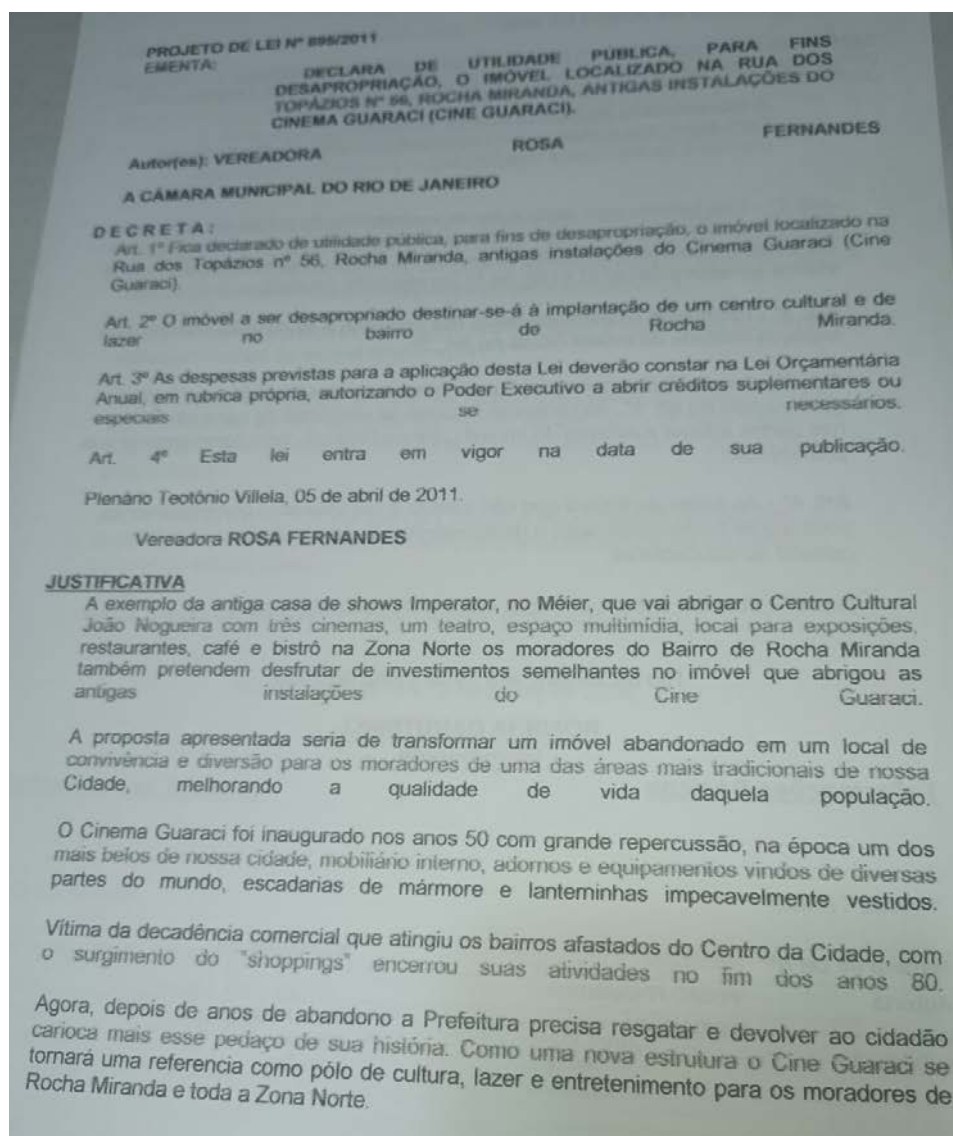 PROJETO DE LEI Nº 895/2011
EMENTA:
DECLARA DE UTILIDADE PÚBLICA, PARA FINS
DESAPROPRIAÇÃO, O IMÓVEL LOCALIZADO NA RUA DOS
TOPÁZIOS Nº 56, ROCHA MIRANDA, ANTIGAS INSTALAÇÕES DO
CINEMA GUARACI (CINE GUARACI).
Autor(es): VEREADORA ROSA FERNANDES
A CÂMARA MUNICIPAL DO RIO DE JANEIRO
D E C R E T A :
Art. 1º Fica declarado de utilidade pública, para fins de desapropriação, o imóvel localizado na
Rua dos Topázios nº 56, Rocha Miranda, antigas instalações do Cinema Guaraci (Cine
Guaraci).
Art. 2º O imóvel a ser desapropriado destinar-se-á à implantação de um centro cultural e de
lazer no bairro de Rocha Miranda.
Art. 3º As despesas previstas para a aplicação desta Lei deverão constar na Lei Orçamentária
Anual, em rubrica própria, autorizando o Poder Executivo a abrir créditos suplementares ou
especiais se necessários.
Art. 4º Esta lei entra em vigor na data de sua publicação.
Plenário Teotônio Villela, 05 de abril de 2011.
Vereadora ROSA FERNANDES
JUSTIFICATIVA
A exemplo da antiga casa de shows Imperator, no Méier, que vai abrigar o Centro Cultural
João Nogueira com três cinemas, um teatro, espaço multimídia, local para exposições,
restaurantes, café e bistrô na Zona Norte os moradores do Bairro de Rocha Miranda
também pretendem desfrutar de investimentos semelhantes no imóvel que abrigou as
antigas instalações do Cine Guaraci.
A proposta apresentada seria de transformar um imóvel abandonado em um local de
convivência e diversão para os moradores de uma das áreas mais tradicionais de nossa
Cidade, melhorando a qualidade de vida daquela população.
O Cinema Guaraci foi inaugurado nos anos 50 com grande repercussão, na época um dos
mais belos de nossa cidade, mobiliário interno, adornos e equipamentos vindos de diversas
partes do mundo, escadarias de mármore e lanterninhas impecavelmente vestidos.
Vítima da decadência comercial que atingiu os bairros afastados do Centro da Cidade, com
o surgimento do "shoppings" encerrou suas atividades no fim dos anos 80.
Agora, depois de anos de abandono a Prefeitura precisa resgatar e devolver ao cidadão
carioca mais esse pedaço de sua história. Como uma nova estrutura o Cine Guaraci se
tornará uma referencia como pólo de cultura, lazer e entretenimento para os moradores de
Rocha Miranda e toda a Zona Norte.